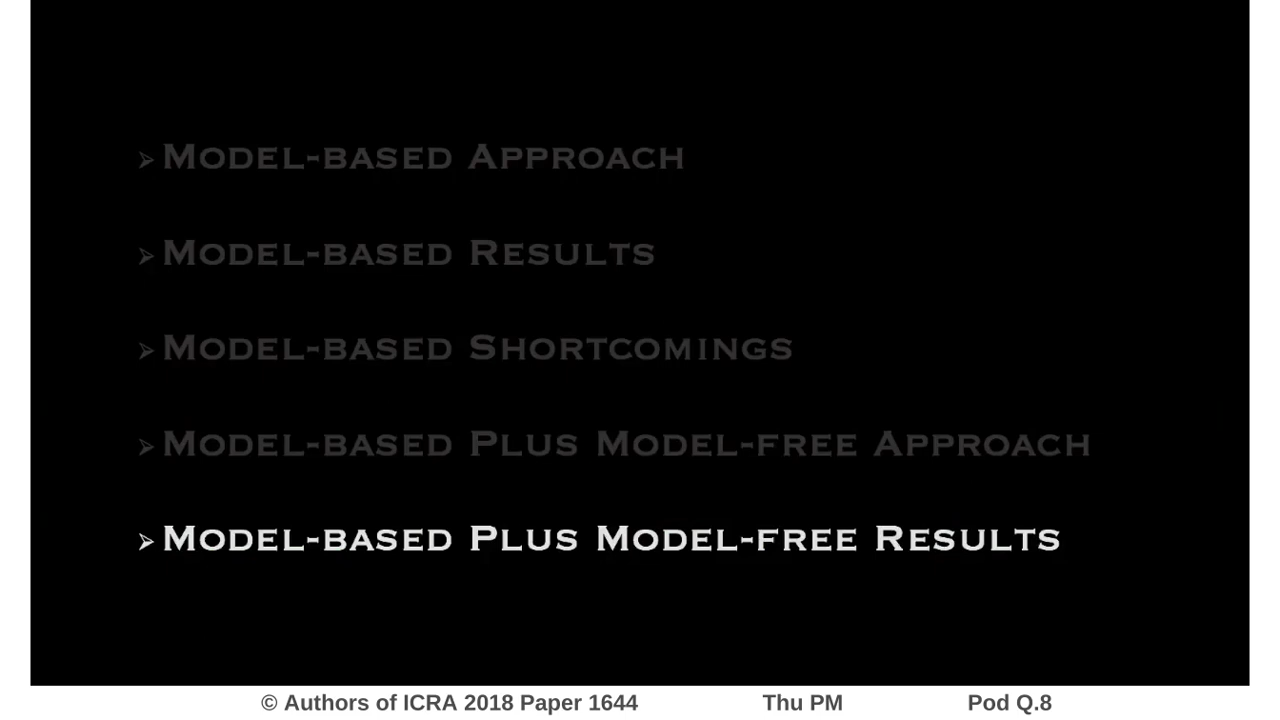 ➢ Model-based Approach
➢ Model-based Results
➢ Model-based Shortcomings
➢ Model-based Plus Model-free Approach
➢ Model-based Plus Model-free Results
© Authors of ICRA 2018 Paper 1644 Thu PM Pod Q.8